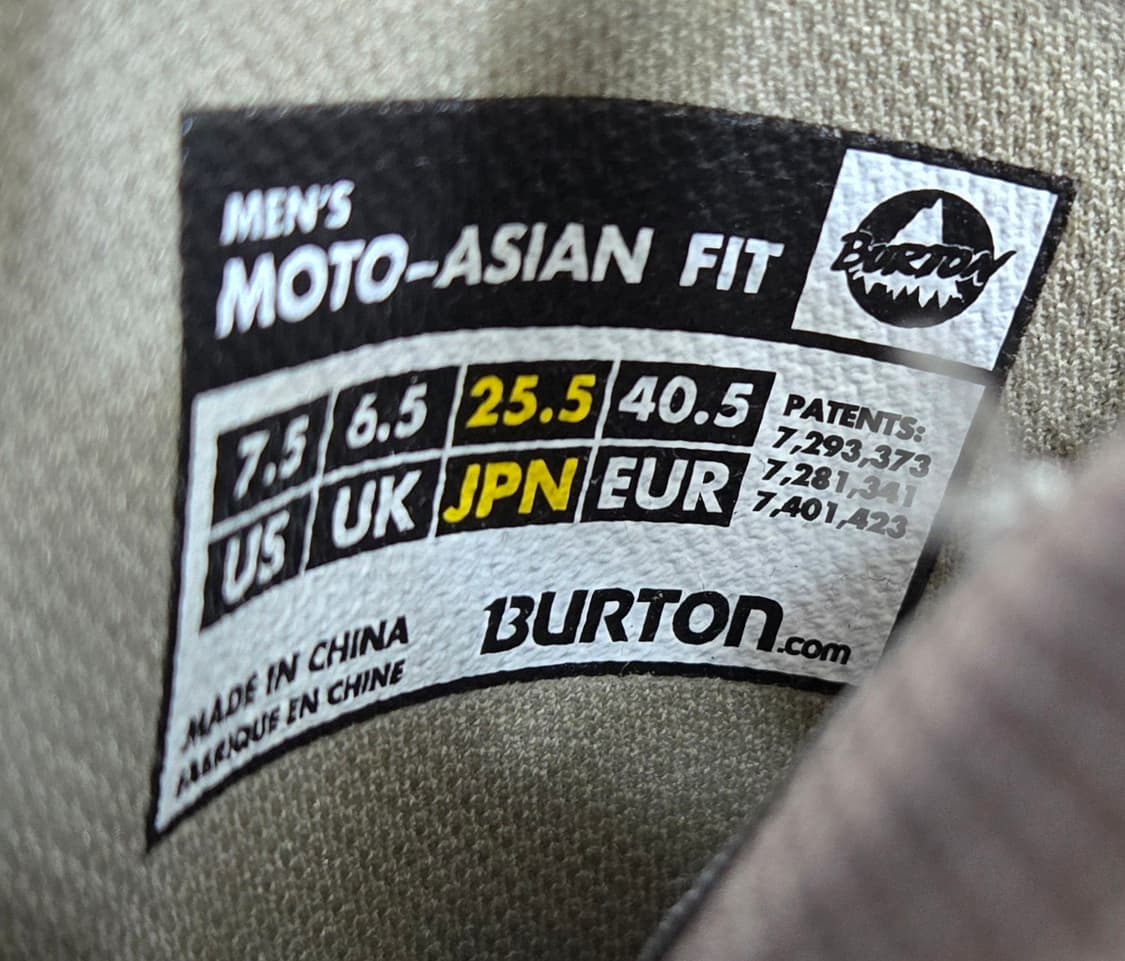 MEN'S
MOTO-ASIAN FIT
BURTON
7.5 6.5 25.5 40.5
US UK JPN EUR
PATENTS:
7,293,373
7,281,341
7,401,423
BURTON.com
MADE IN CHINA
FABRIQUE EN CHINE